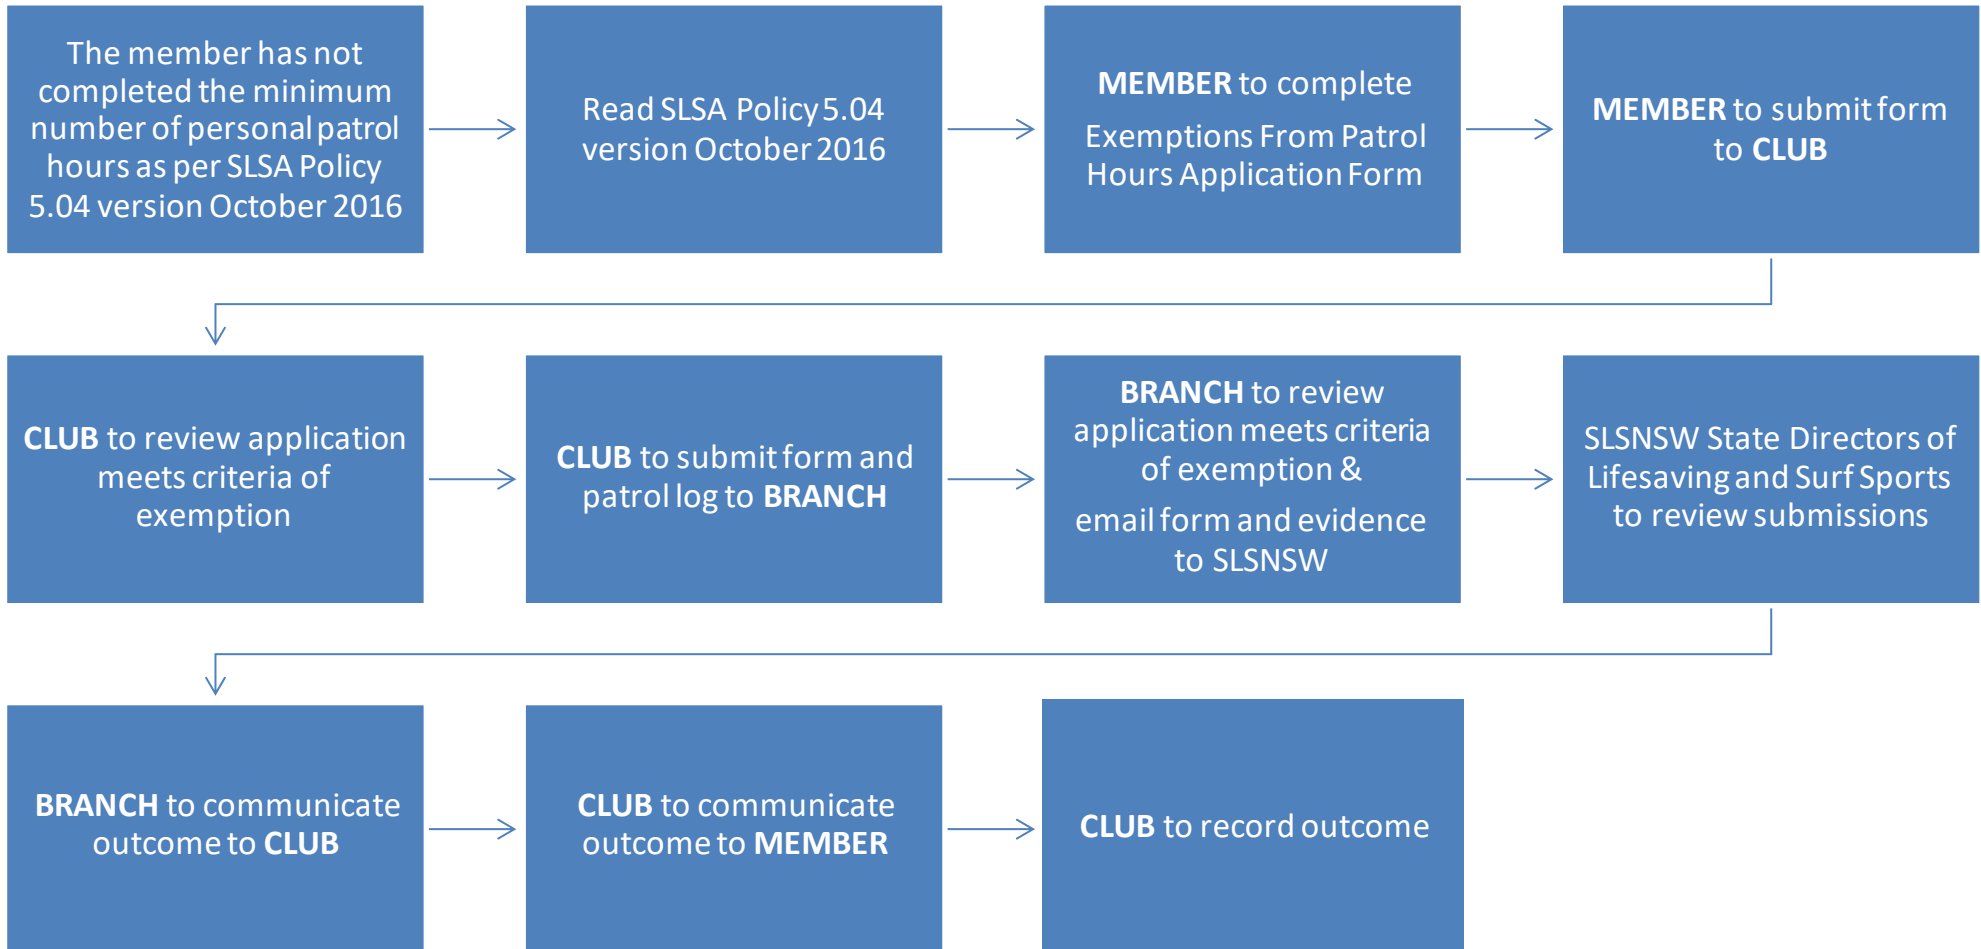 The member has not
completed the minimum
number of personal patrol
hours as per SLSA Policy
5.04 version October 2016
Read SLSA Policy 5.04
version October 2016
MEMBER to complete
Exemptions From Patrol
Hours Application Form
MEMBER to submit form
to CLUB
CLUB to review application
meets criteria of
exemption
CLUB to submit form and
patrol log to BRANCH
BRANCH to review
application meets criteria
of exemption &
email form and evidence
to SLSNSW
SLSNSW State Directors of
Lifesaving and Surf Sports
to review submissions
BRANCH to communicate
outcome to CLUB
CLUB to communicate
outcome to MEMBER
CLUB to record outcome